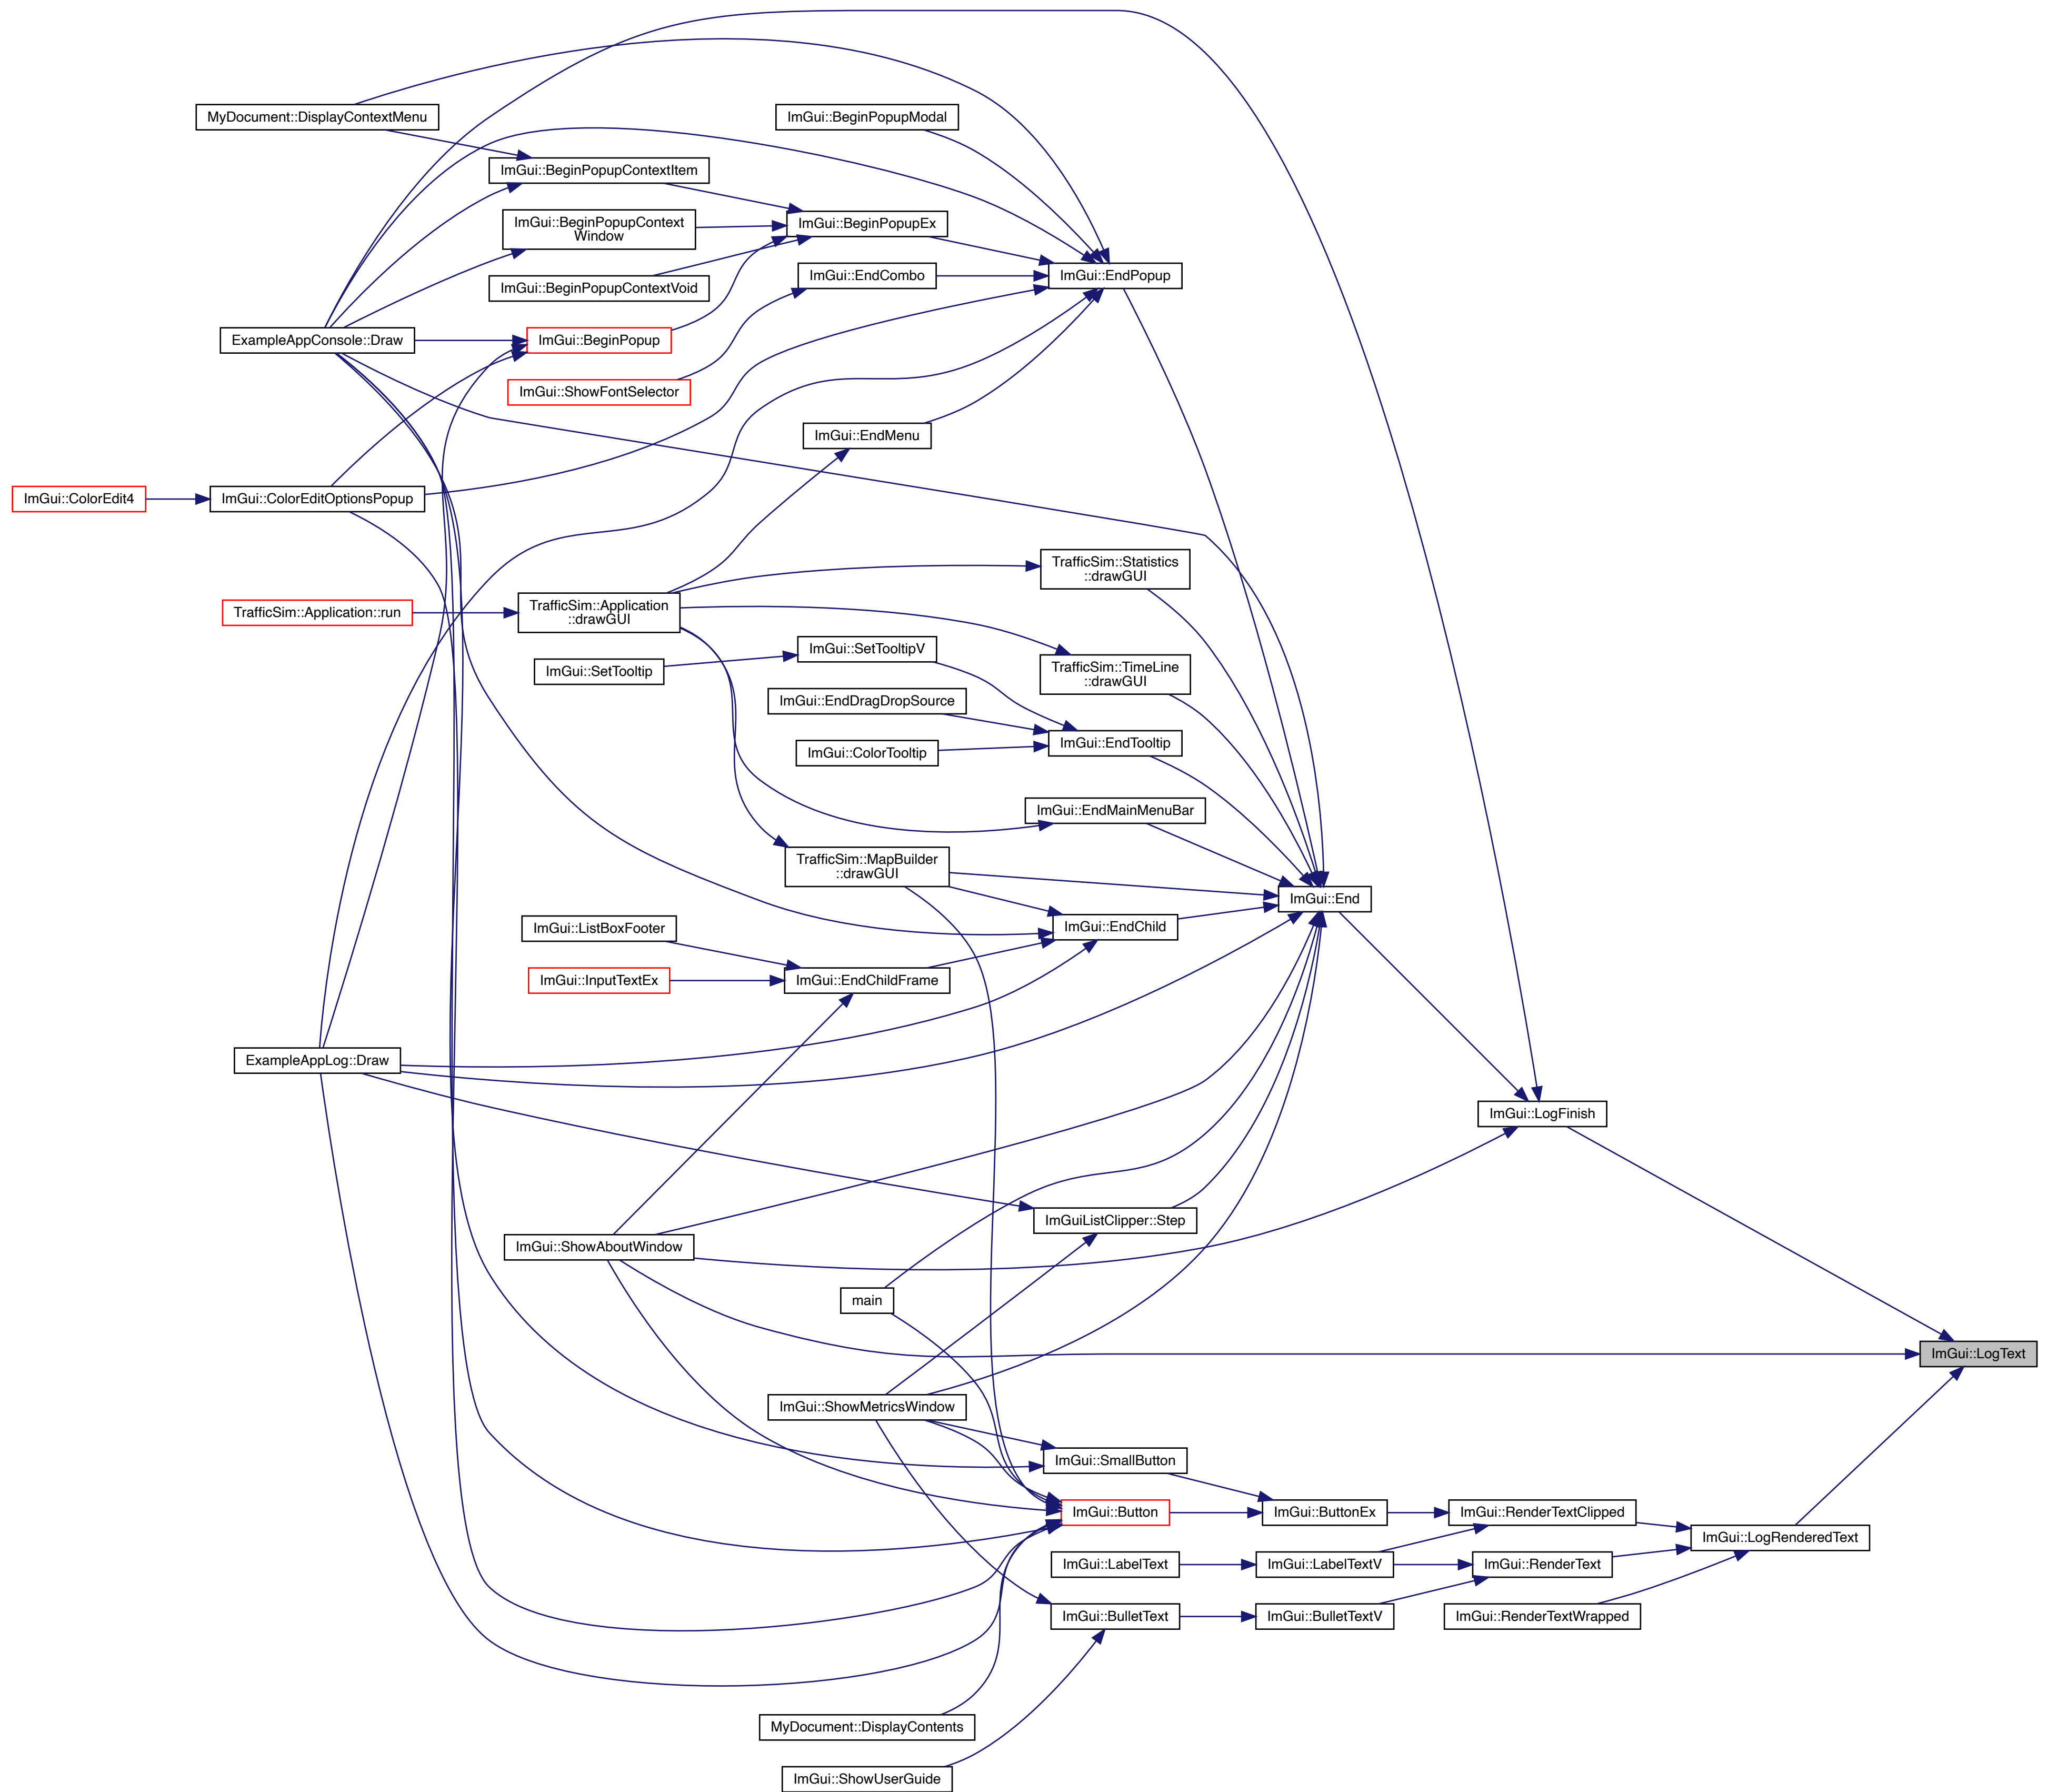 MyDocument::DisplayContextMenu
ImGui::BeginPopupModal
ImGui::BeginPopupContextItem
ImGui::BeginPopupContext
Window
ImGui::BeginPopupEx
ImGui::BeginPopupContextVoid
ImGui::EndCombo
ImGui::EndPopup
ExampleAppConsole::Draw
ImGui::BeginPopup
ImGui::ShowFontSelector
ImGui::EndMenu
ImGui::ColorEdit4
ImGui::ColorEditOptionsPopup
TrafficSim::Statistics
::drawGUI
TrafficSim::Application::run
TrafficSim::Application
::drawGUI
ImGui::SetTooltipV
ImGui::SetTooltip
TrafficSim::TimeLine
::drawGUI
ImGui::EndDragDropSource
ImGui::EndTooltip
ImGui::ColorTooltip
ImGui::EndMainMenuBar
TrafficSim::MapBuilder
::drawGUI
ImGui::End
ImGui::ListBoxFooter
ImGui::EndChild
ImGui::InputTextEx
ImGui::EndChildFrame
ExampleAppLog::Draw
ImGui::LogFinish
ImGuiListClipper::Step
ImGui::ShowAboutWindow
main
ImGui::LogText
ImGui::ShowMetricsWindow
ImGui::SmallButton
ImGui::Button
ImGui::ButtonEx
ImGui::RenderTextClipped
ImGui::LogRenderedText
ImGui::LabelText
ImGui::LabelTextV
ImGui::RenderText
ImGui::BulletText
ImGui::BulletTextV
ImGui::RenderTextWrapped
MyDocument::DisplayContents
ImGui::ShowUserGuide